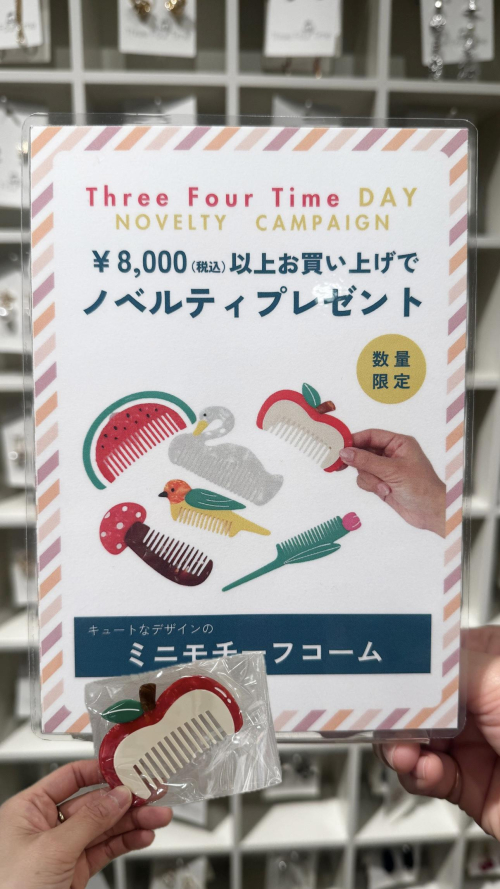 Three Four Time DAY
NOVELTY CAMPAIGN
¥8,000(税込)以上お買い上げで
ノベルティプレゼント
数量
限定
キュートなデザインの
ミニモチーフコーム